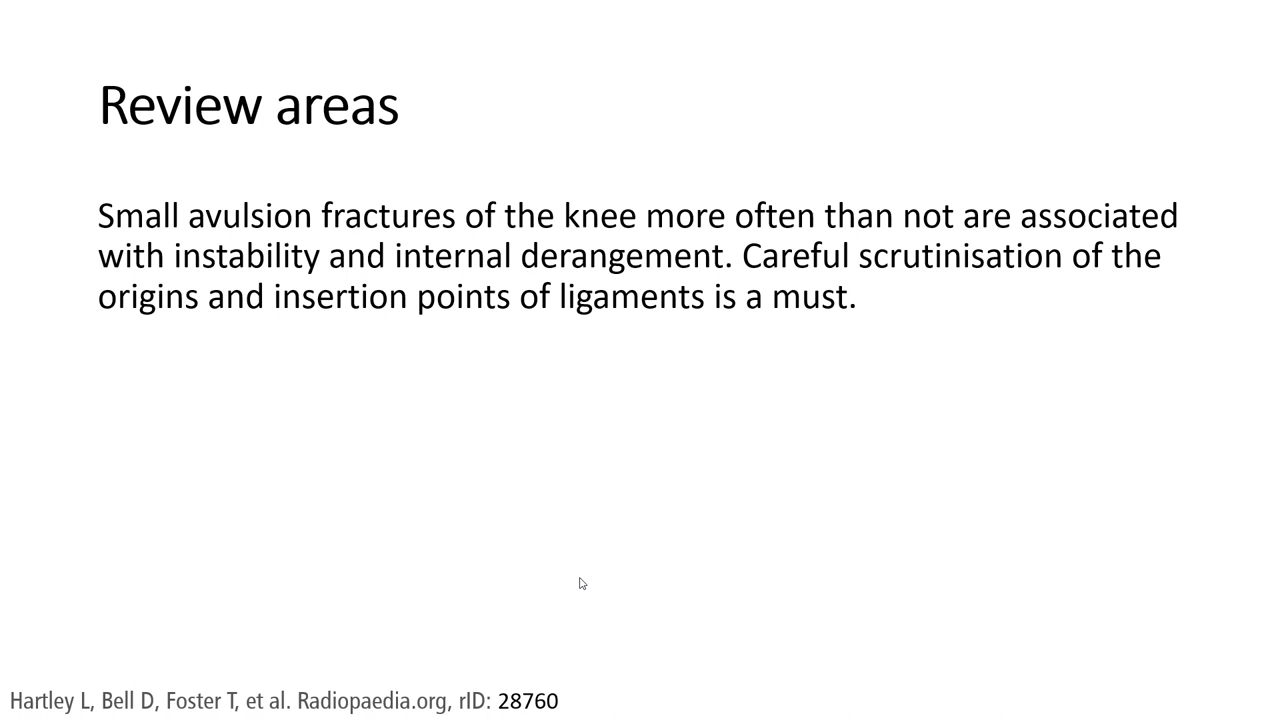 Review areas
Small avulsion fractures of the knee more often than not are associated
with instability and internal derangement. Careful scrutinisation of the
origins and insertion points of ligaments is a must.
Hartley L, Bell D, Foster T, et al. Radiopaedia.org, rID: 28760